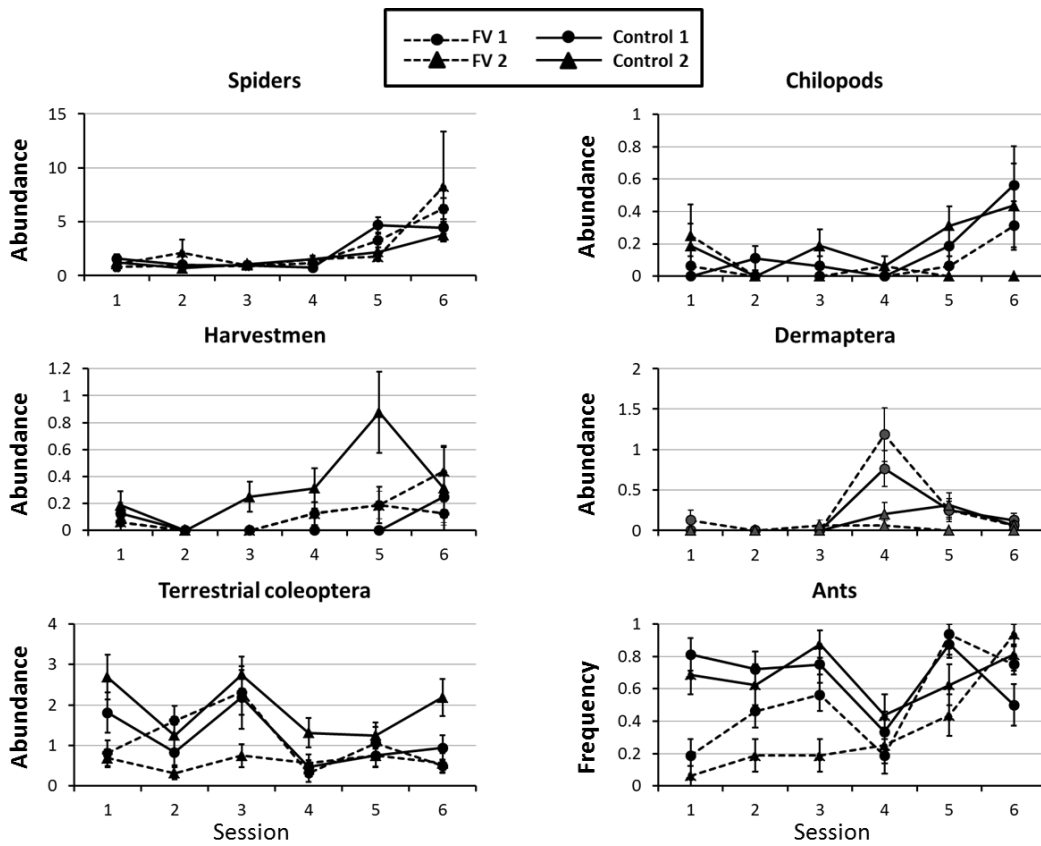 FV 1 Control 1
FV 2 Control 2
Spiders
Abundance
15
10
5
0
1 2 3 4 5 6
Chilopods
Abundance
1
0.8
0.6
0.4
0.2
0
1 2 3 4 5 6
Harvestmen
Abundance
1.2
1
0.8
0.6
0.4
0.2
0
1 2 3 4 5 6
Dermaptera
Abundance
2
1.5
1
0.5
0
1 2 3 4 5 6
Terrestrial coleoptera
Abundance
4
3
2
1
0
1 2 3 4 5 6
Session
Ants
Frequency
1
0.8
0.6
0.4
0.2
0
1 2 3 4 5 6
Session